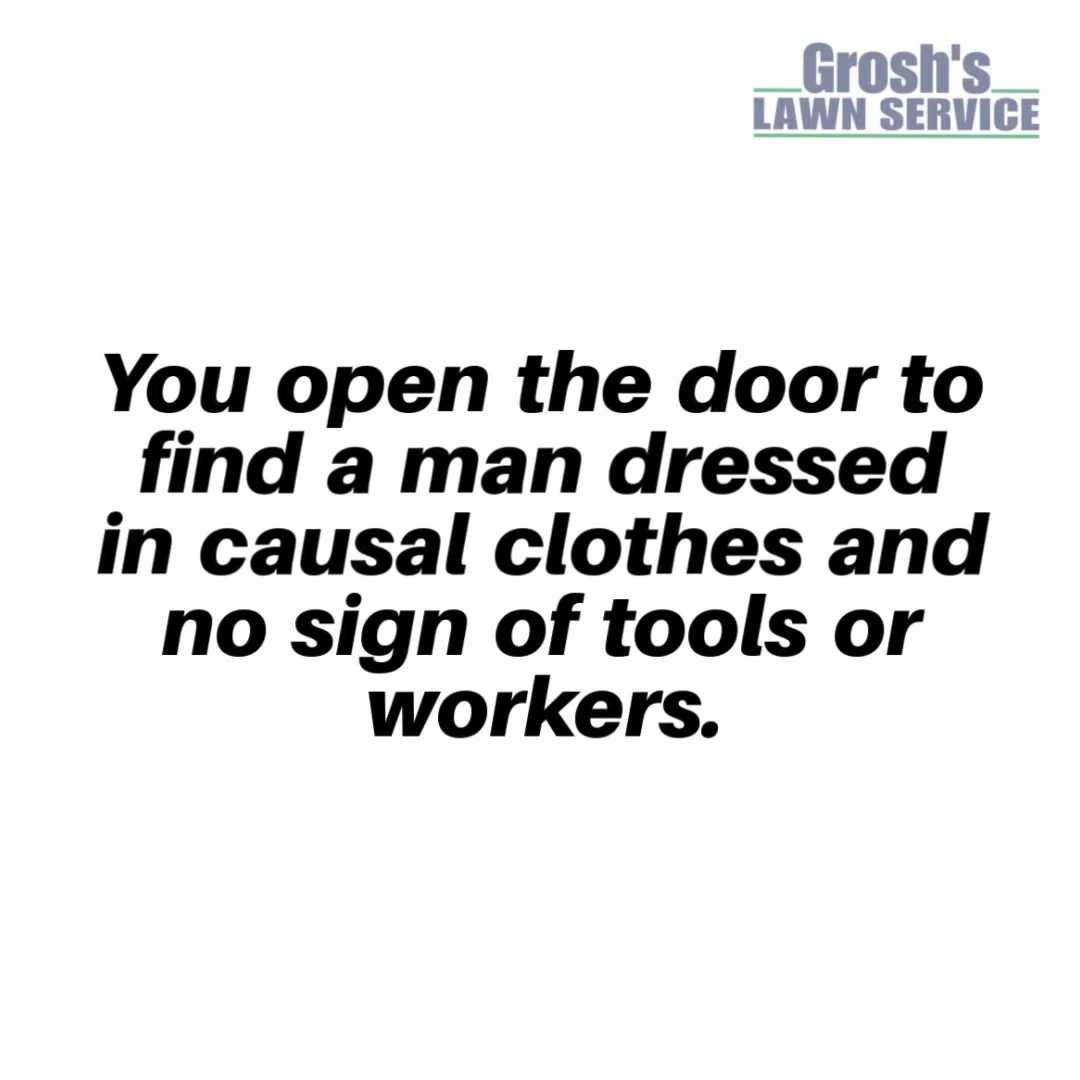 Grosh's
LAWN SERVICE
You open the door to
find a man dressed
in causal clothes and
no sign of tools or
workers.